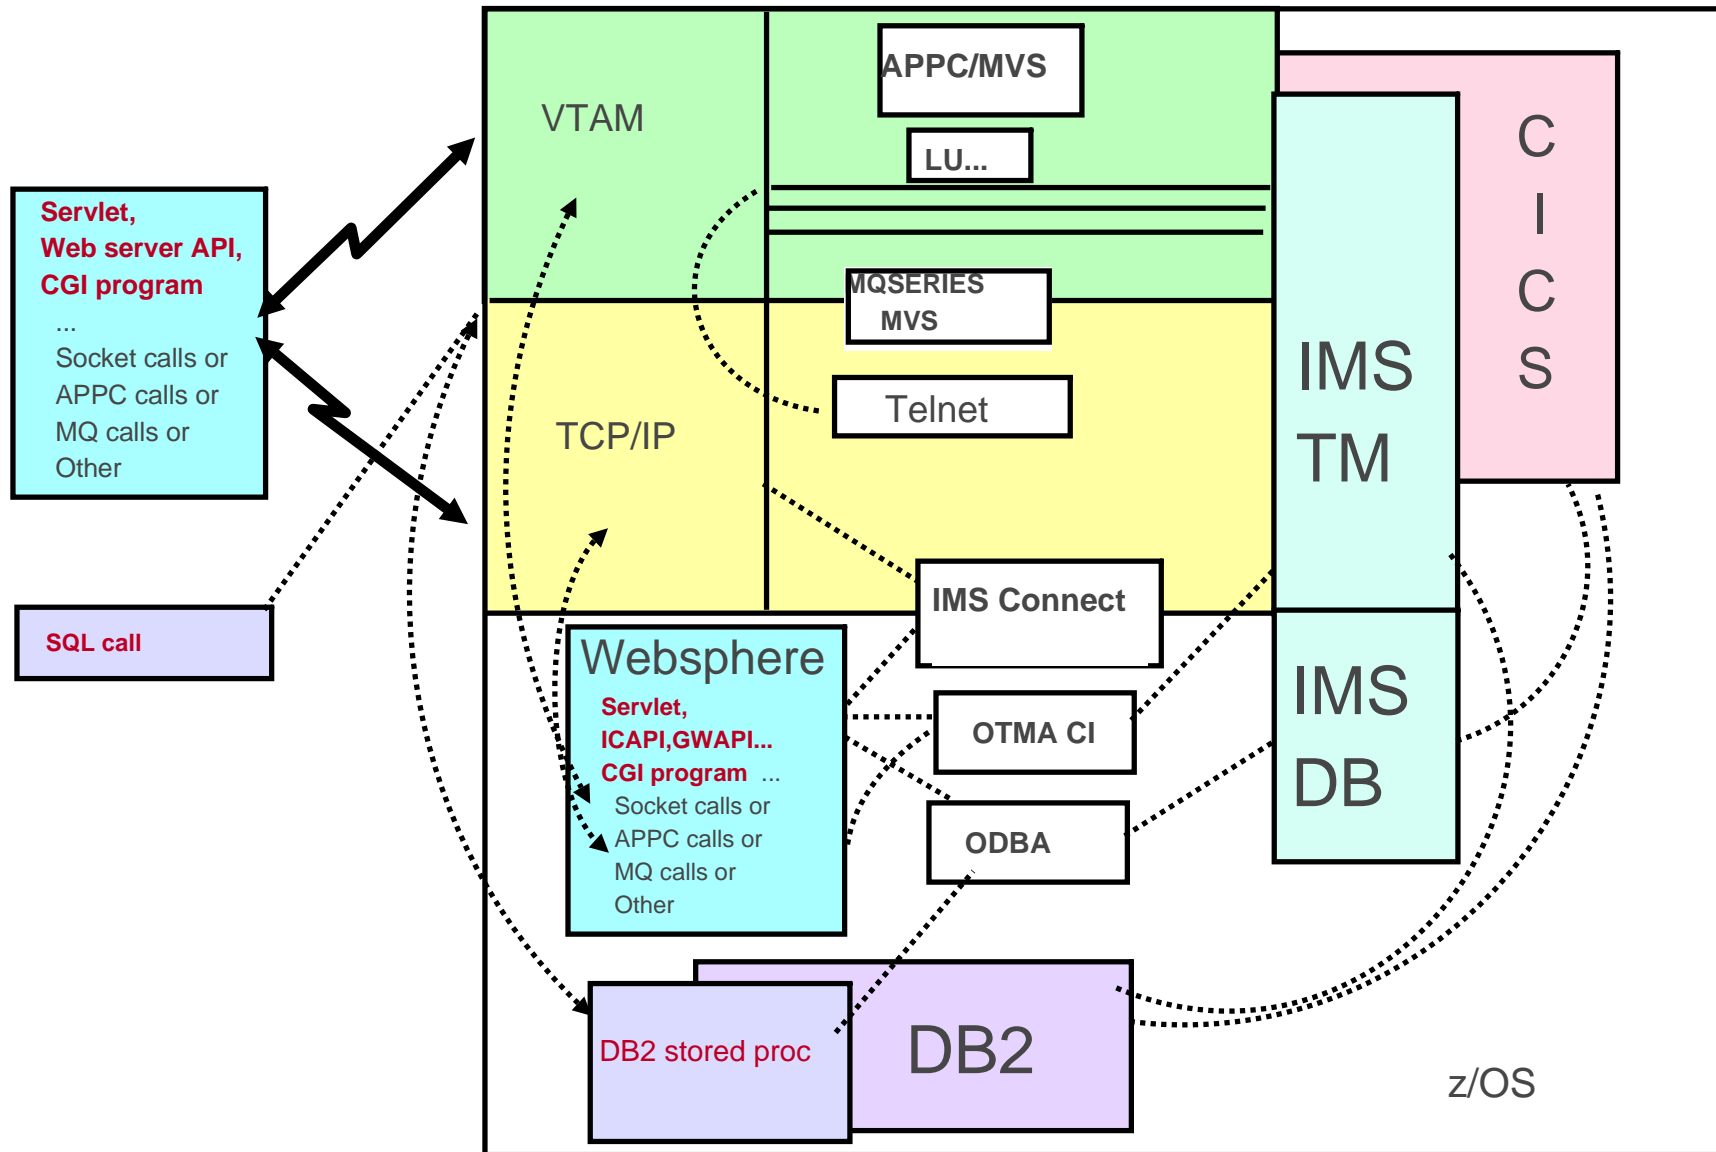 Servlet,
Web server API,
CGI program
...
Socket calls or
APPC calls or
MQ calls or
Other
SQL call
VTAM
TCP/IP
APPC/MVS
LU...
MQSERIES
MVS
Telnet
IMS Connect
Websphere
Servlet,
ICAPI,GWAPI...
CGI program ...
Socket calls or
APPC calls or
MQ calls or
Other
OTMA CI
ODBA
DB2 stored proc
DB2
IMS
TM
IMS
DB
C
I
C
S
z/OS